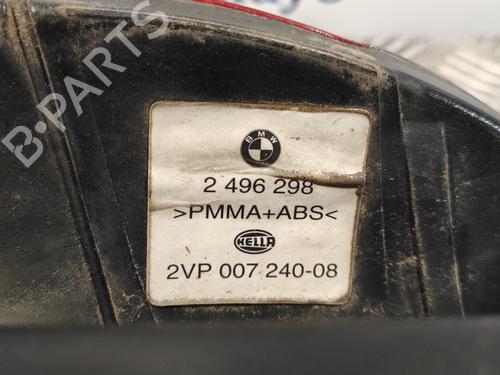 B-PARTS
BMW
2 496 298
>PMMA+ABS<
HELLA
2VP 007 240-08